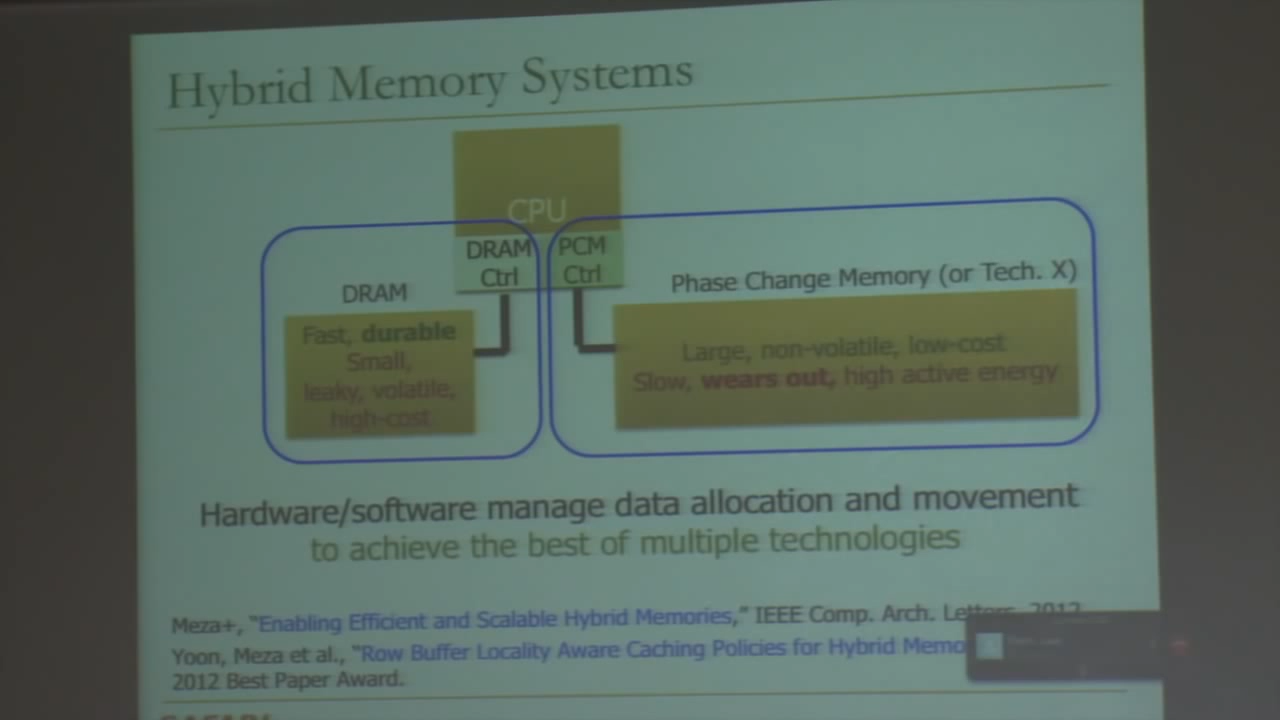 Hybrid Memory Systems
CPU
DRAM
Ctrl
PCM
Ctrl
DRAM
Fast, durable
Small,
leaky, volatile,
high-cost
Phase Change Memory (or Tech. X)
Large, non-volatile, low-cost
Slow, wears out, high active energy
Hardware/software manage data allocation and movement
to achieve the best of multiple technologies
Meza+, "Enabling Efficient and Scalable Hybrid Memories," IEEE Comp. Arch. Letters, 2012
Yoon, Meza et al., "Row Buffer Locality Aware Caching Policies for Hybrid Memo
2012 Best Paper Award.
SAFARI